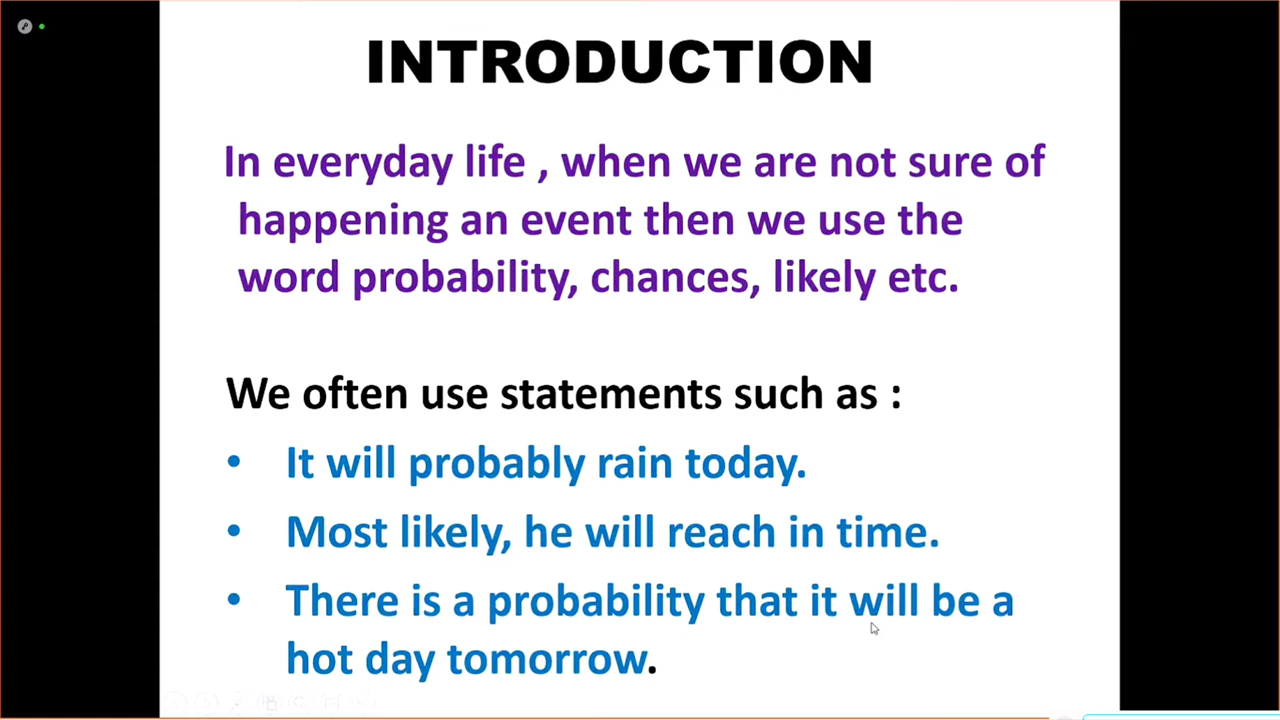 INTRODUCTION
In everyday life , when we are not sure of
happening an event then we use the
word probability, chances, likely etc.
We often use statements such as :
• It will probably rain today.
• Most likely, he will reach in time.
• There is a probability that it will be a
hot day tomorrow.